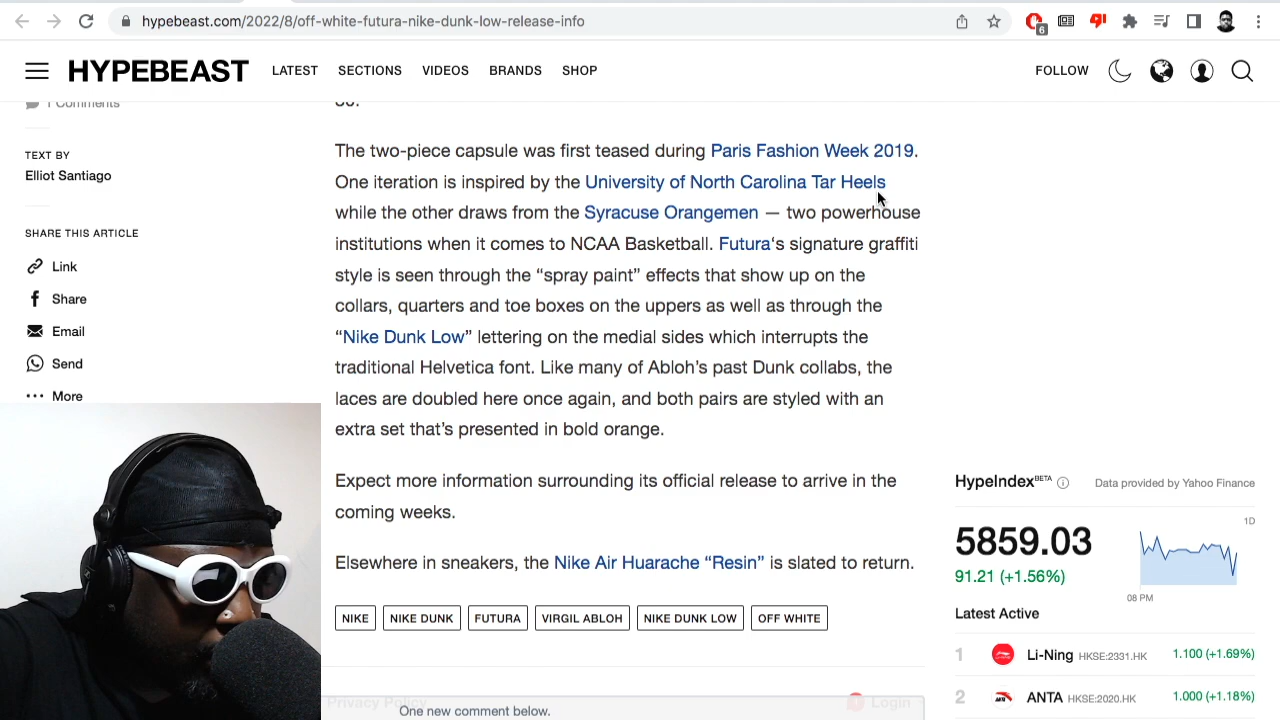 hypebeast.com/2022/8/off-white-futura-nike-dunk-low-release-info
6
HYPEBEAST
LATEST
SECTIONS
VIDEOS
BRANDS
SHOP
FOLLOW
1 Comments
TEXT BY
Elliot Santiago
SHARE THIS ARTICLE
Link
Share
Email
Send
More
The two-piece capsule was first teased during Paris Fashion Week 2019.
One iteration is inspired by the University of North Carolina Tar Heels
while the other draws from the Syracuse Orangemen — two powerhouse
institutions when it comes to NCAA Basketball. Futura‘s signature graffiti
style is seen through the “spray paint” effects that show up on the
collars, quarters and toe boxes on the uppers as well as through the
“Nike Dunk Low” lettering on the medial sides which interrupts the
traditional Helvetica font. Like many of Abloh’s past Dunk collabs, the
laces are doubled here once again, and both pairs are styled with an
extra set that’s presented in bold orange.
Expect more information surrounding its official release to arrive in the
coming weeks.
Elsewhere in sneakers, the Nike Air Huarache “Resin” is slated to return.
NIKE
NIKE DUNK
FUTURA
VIRGIL ABLOH
NIKE DUNK LOW
OFF WHITE
Privacy Policy
Login
One new comment below.
HypeIndex BETA
Data provided by Yahoo Finance
5859.03
91.21 (+1.56%)
1D
08 PM
Latest Active
1 Li-Ning HKSE:2331.HK 1.100 (+1.69%)
2 ANTA HKSE:2020.HK 1.000 (+1.18%)